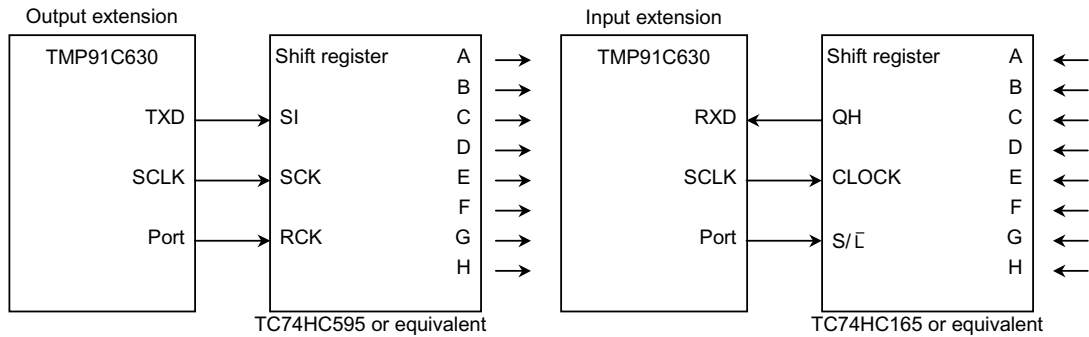 Output extension
TMP91C630
TXD
SCLK
Port
Shift register
SI
SCK
RCK
A
B
C
D
E
F
G
H
TC74HC595 or equivalent
Input extension
TMP91C630
RXD
SCLK
Port
Shift register
QH
CLOCK
S/L̅
A
B
C
D
E
F
G
H
TC74HC165 or equivalent